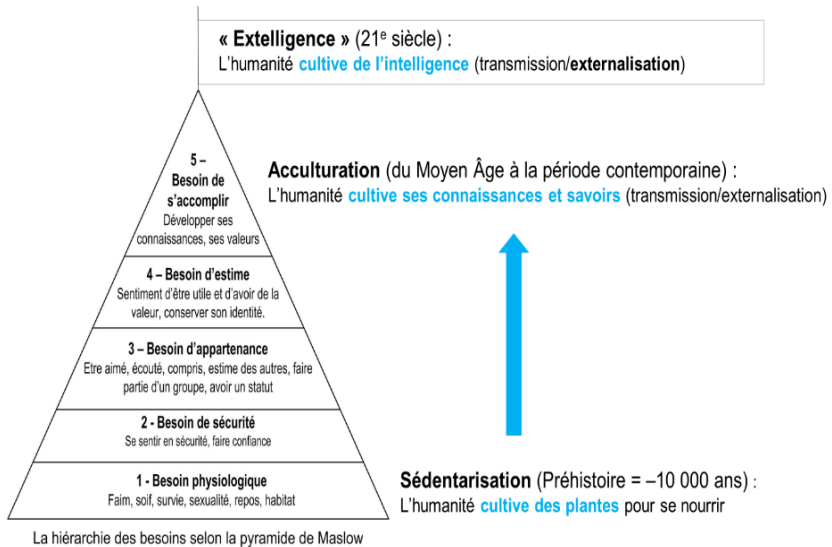 « Extelligence » (21e siècle) :
L’humanité cultive de l’intelligence (transmission/externalisation)
5 –
Besoin de
s’accomplir
Développer ses
connaissances, ses valeurs
Acculturation (du Moyen Âge à la période contemporaine) :
L’humanité cultive ses connaissances et savoirs (transmission/externalisation)
4 – Besoin d’estime
Sentiment d’être utile et d’avoir de la
valeur, conserver son identité.
3 – Besoin d’appartenance
Etre aimé, écouté, compris, estime des autres, faire
partie d’un groupe, avoir un statut
2 - Besoin de sécurité
Se sentir en sécurité, faire confiance
1 - Besoin physiologique
Faim, soif, survie, sexualité, repos, habitat
Sédentarisation (Préhistoire = –10 000 ans) :
L’humanité cultive des plantes pour se nourrir
La hiérarchie des besoins selon la pyramide de Maslow